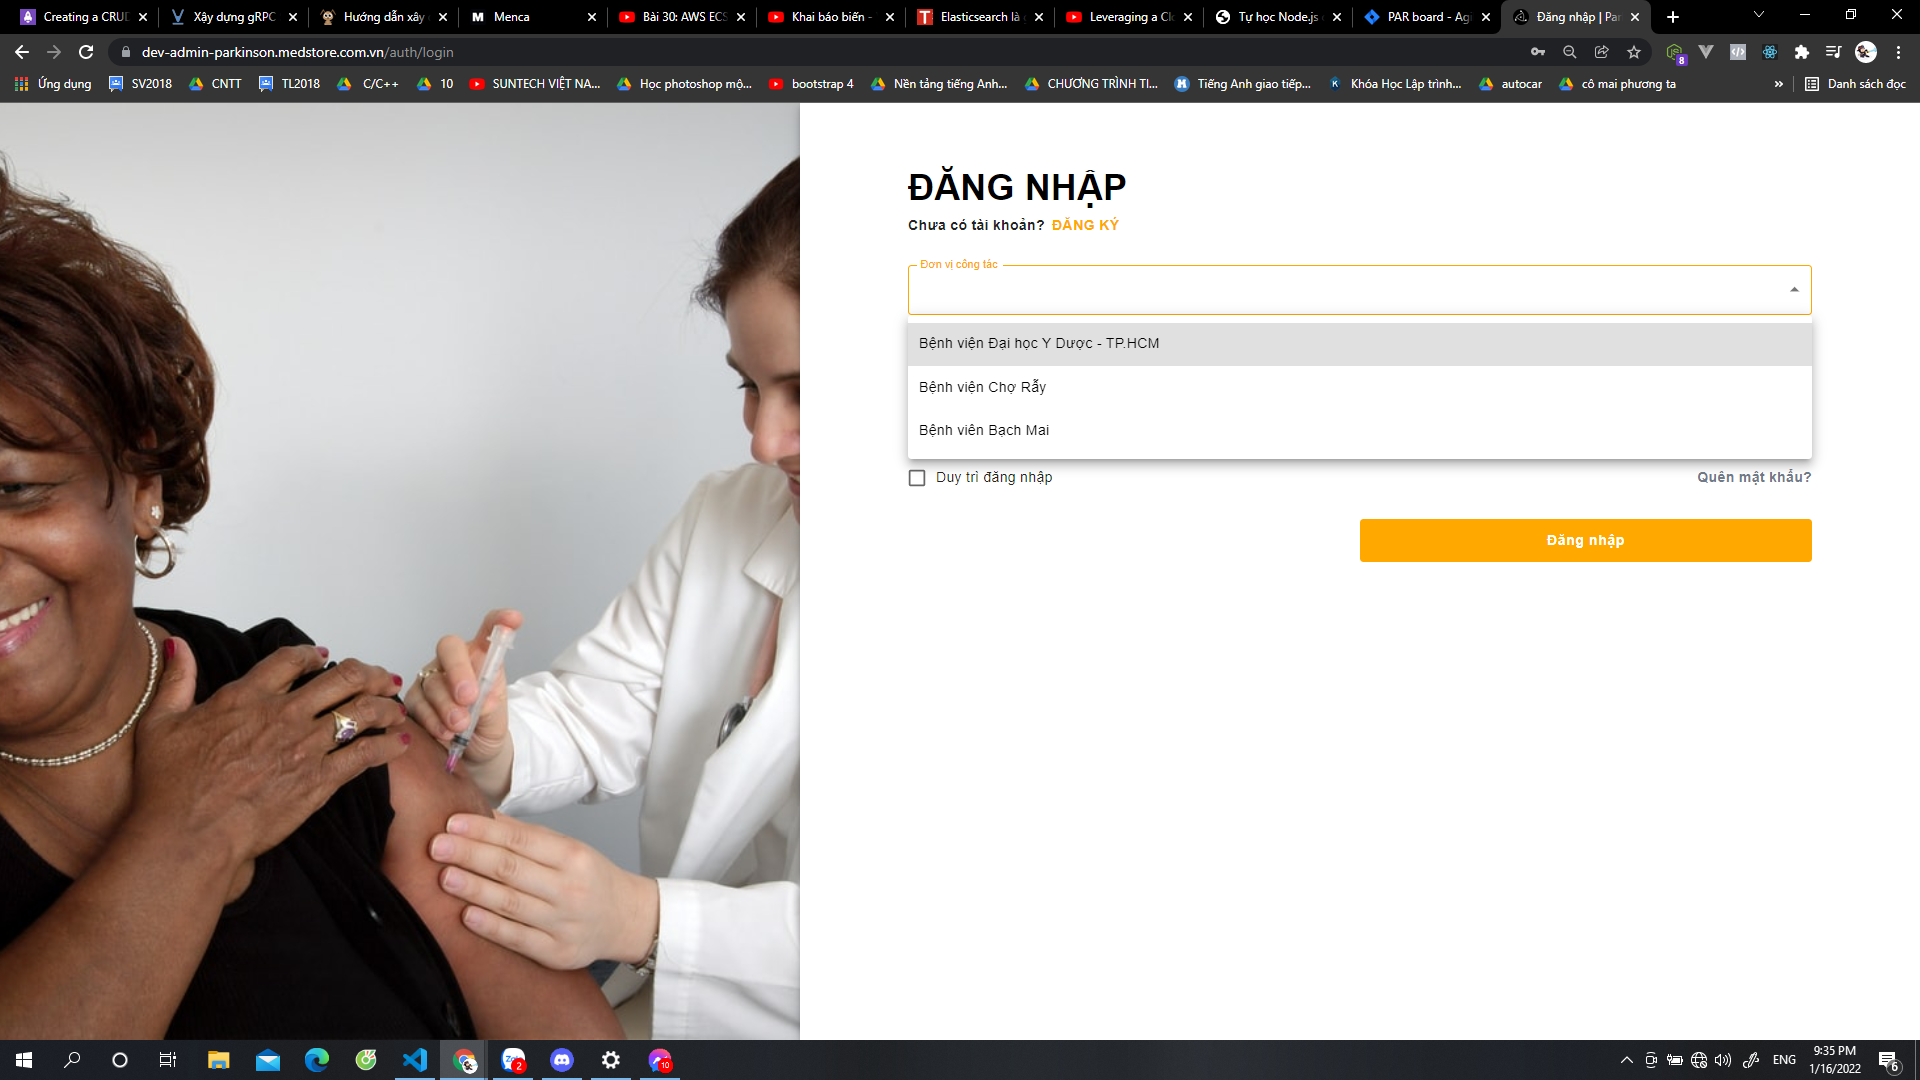 Creating a CRUD
Xây dựng gRPC
Hướng dẫn xây
Menca
Bài 30: AWS ECS
Khai báo biến -
Elasticsearch là
Leveraging a Cl
Tự học Node.js
PAR board - Agi
Đăng nhập | Par
dev-admin-parkinson.medstore.com.vn/auth/login
8
Ứng dụng
SV2018
CNTT
TL2018
C/C++
10
SUNTECH VIỆT NA...
Học photoshop mộ...
bootstrap 4
Nền tảng tiếng Anh...
CHƯƠNG TRÌNH TI...
Tiếng Anh giao tiếp...
Khóa Học Lập trình...
autocar
cô mai phương ta
»
Danh sách đọc
ĐĂNG NHẬP
Chưa có tài khoản? ĐĂNG KÝ
Đơn vị công tác
Bệnh viện Đại học Y Dược - TP.HCM
Bệnh viện Chợ Rẫy
Bệnh viên Bạch Mai
Duy trì đăng nhập
Quên mật khẩu?
Đăng nhập
Zalo
2
10
ENG
9:35 PM
1/16/2022
6